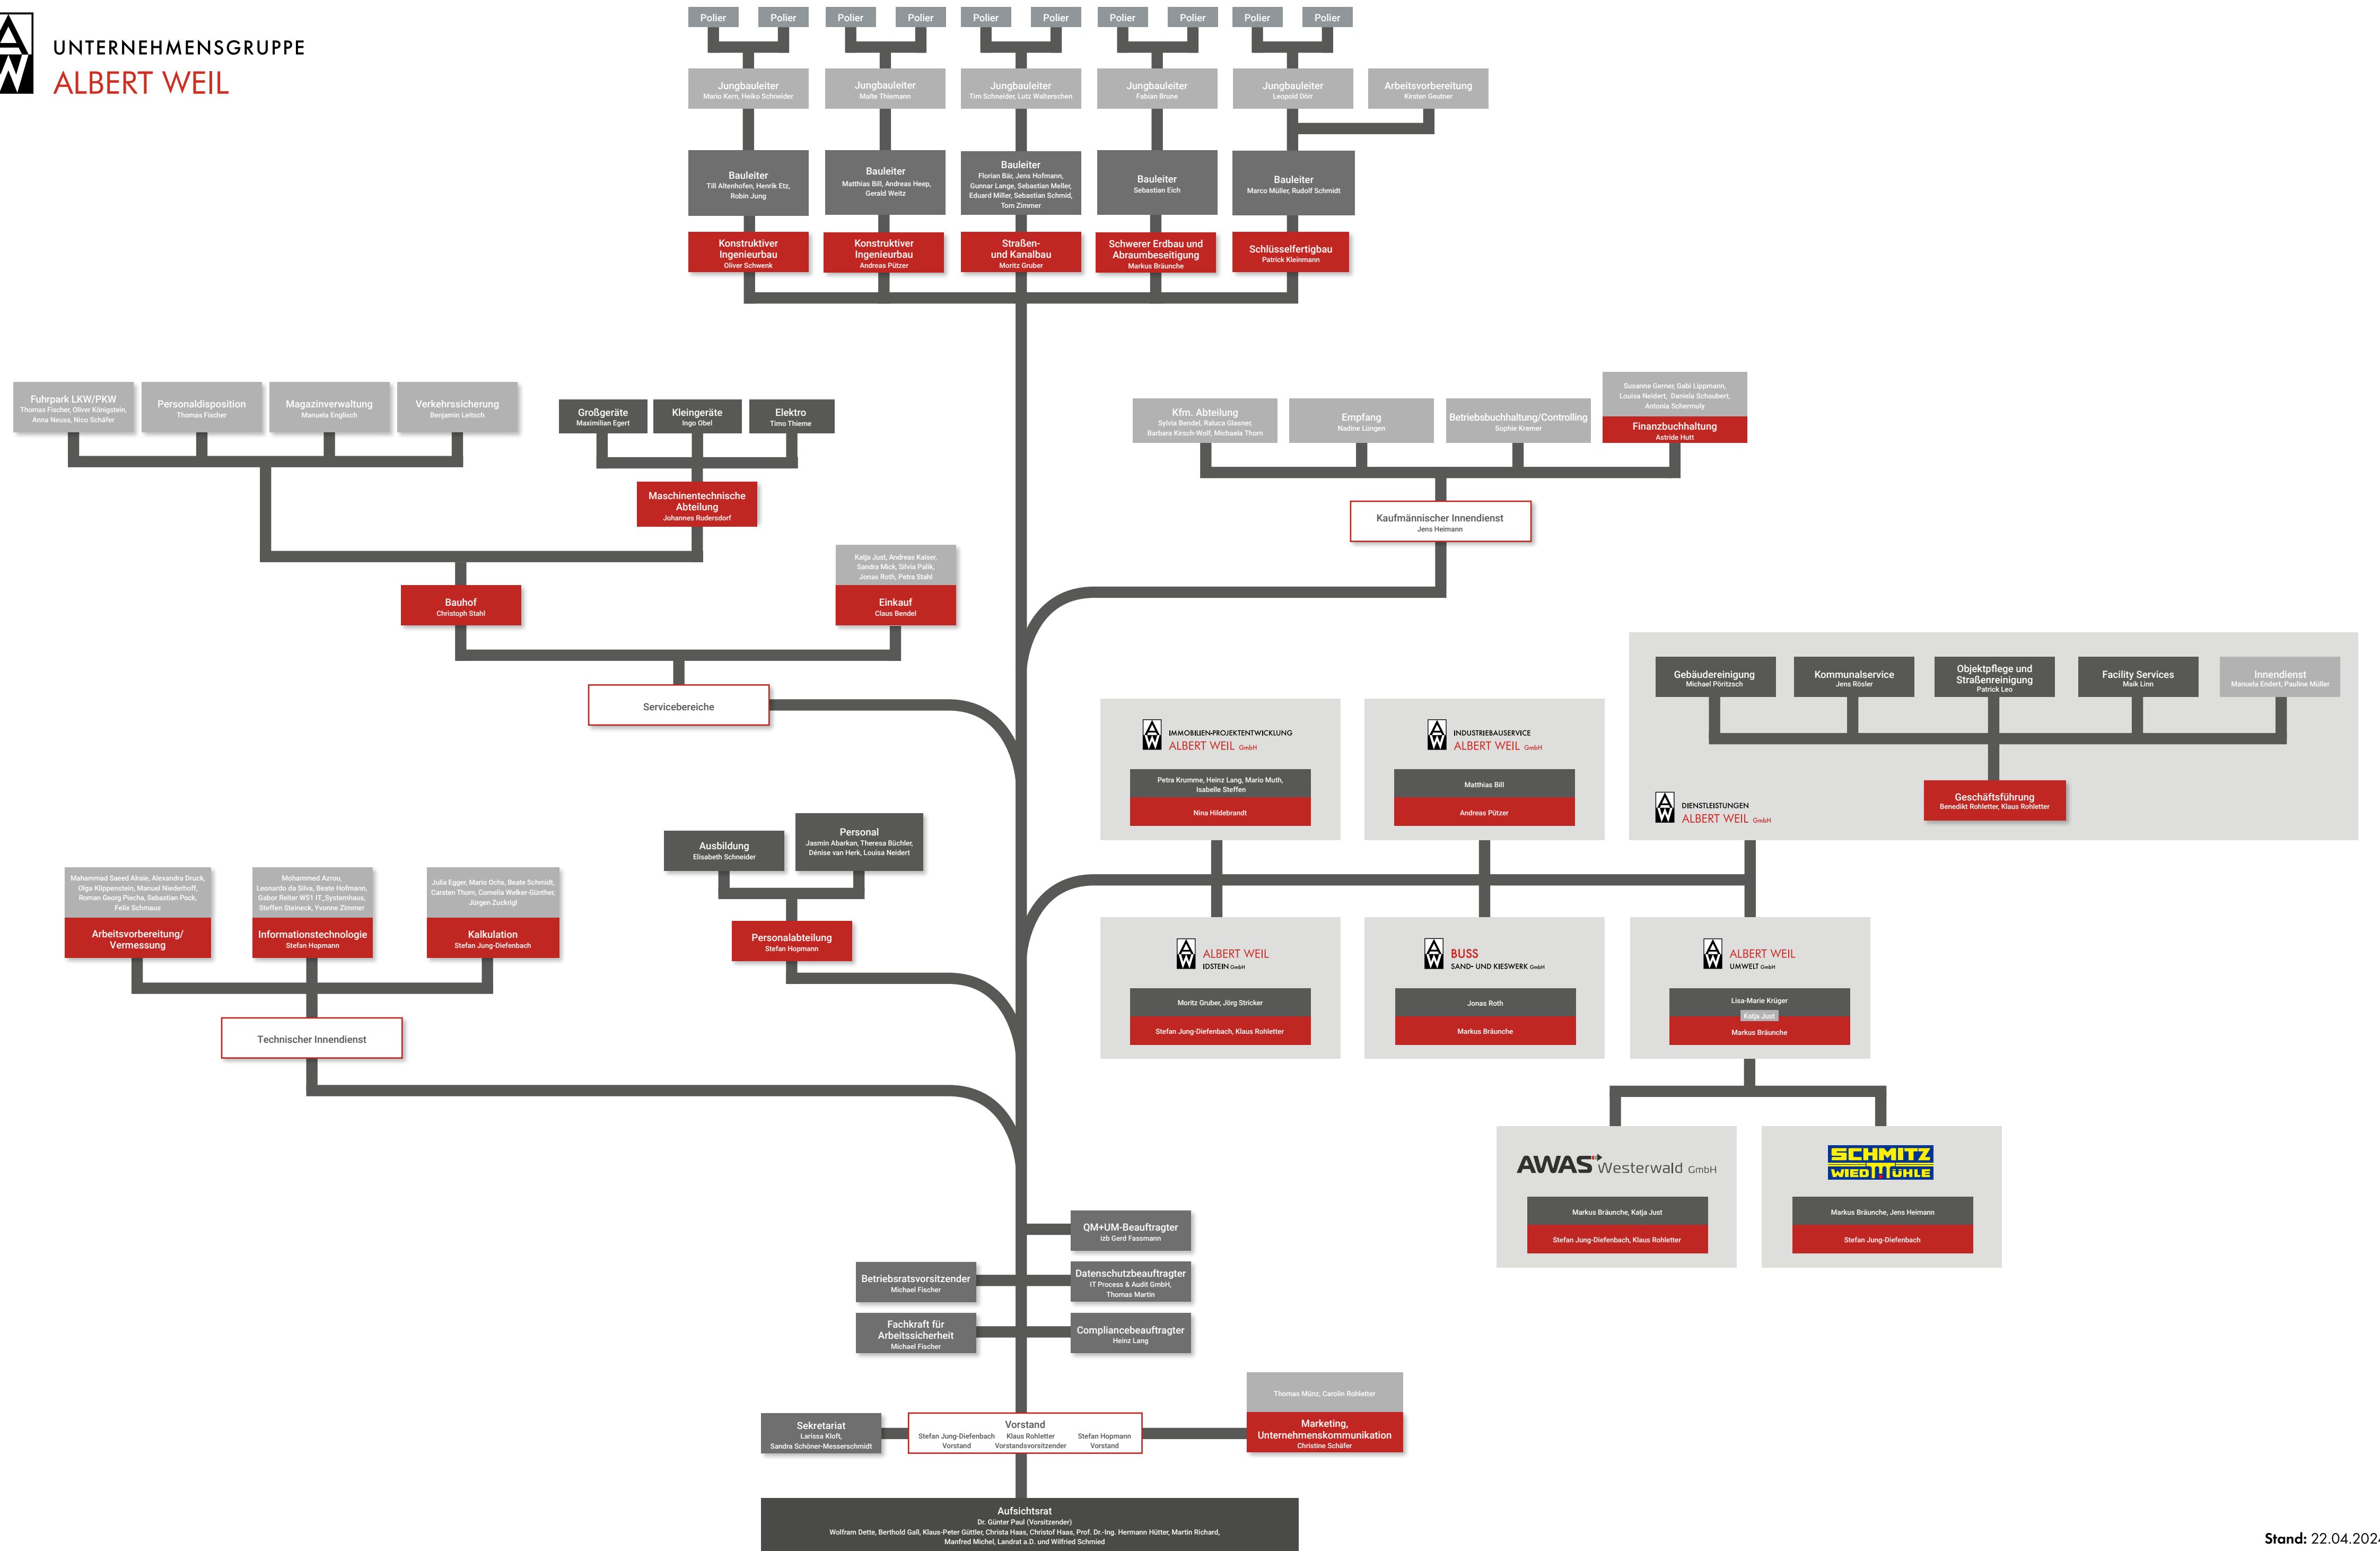 UNTERNEHMENSGRUPPE
ALBERT WEIL
Polier
Polier
Polier
Polier
Polier
Polier
Polier
Polier
Polier
Polier
Jungbauleiter
Mario Kern, Heiko Schneider
Jungbauleiter
Malte Thiemann
Jungbauleiter
Tim Schneider, Lutz Walterschen
Jungbauleiter
Fabian Brune
Jungbauleiter
Leopold Dörr
Arbeitsvorbereitung
Kirsten Geutner
Bauleiter
Till Altenhofen, Henrik Etz,
Robin Jung
Bauleiter
Matthias Bill, Andreas Heep,
Gerald Weitz
Bauleiter
Florian Bär, Jens Hofmann,
Gunnar Lange, Sebastian Meller,
Eduard Miller, Sebastian Schmid,
Tom Zimmer
Bauleiter
Sebastian Eich
Bauleiter
Marco Müller, Rudolf Schmidt
Konstruktiver
Ingenieurbau
Oliver Schwenk
Konstruktiver
Ingenieurbau
Andreas Pützer
Straßen-
und Kanalbau
Moritz Gruber
Schwerer Erdbau und
Abraumbeseitigung
Markus Bräunche
Schlüsselfertigbau
Patrick Kleinmann
Fuhrpark LKW/PKW
Thomas Fischer, Oliver Königstein,
Anna Neuss, Nico Schäfer
Personaldisposition
Thomas Fischer
Magazinverwaltung
Manuela Englisch
Verkehrssicherung
Benjamin Leitsch
Großgeräte
Maximilian Egert
Kleingeräte
Ingo Obel
Elektro
Timo Thieme
Maschinentechnische
Abteilung
Johannes Rudersdorf
Kfm. Abteilung
Sylvia Bendel, Raluca Glasner,
Barbara Kirsch-Wolf, Michaela Thorn
Empfang
Nadine Lüngen
Betriebsbuchhaltung/Controlling
Sophie Kremer
Susanne Gerner, Gabi Lippmann,
Louisa Neidert, Daniela Schaubert,
Antonia Schermuly
Finanzbuchhaltung
Astride Hutt
Kaufmännischer Innendienst
Jens Heimann
Bauhof
Christoph Stahl
Katja Just, Andreas Kaiser,
Sandra Mick, Silvia Palik,
Jonas Roth, Petra Stahl
Einkauf
Claus Bendel
Servicebereiche
IMMOBILIEN-PROJEKTENTWICKLUNG
ALBERT WEIL GmbH
Petra Krumme, Heinz Lang, Mario Muth,
Isabelle Steffen
Nina Hildebrandt
INDUSTRIEBAUSERVICE
ALBERT WEIL GmbH
Matthias Bill
Andreas Pützer
Gebäudereinigung
Michael Pöritzsch
Kommunalservice
Jens Rösler
Objektpflege und
Straßenreinigung
Patrick Leo
Facility Services
Maik Linn
Innendienst
Manuela Endert, Pauline Müller
Geschäftsführung
Benedikt Rohletter, Klaus Rohletter
DIENSTLEISTUNGEN
ALBERT WEIL GmbH
Ausbildung
Elisabeth Schneider
Personal
Jasmin Abarkan, Theresa Büchler,
Dénise van Herk, Louisa Neidert
Personalabteilung
Stefan Hopmann
Mahammad Saeed Alraie, Alexandra Druck,
Olga Klippenstein, Manuel Niederhoff,
Roman Georg Piecha, Sebastian Pock,
Felix Schmaus
Arbeitsvorbereitung/
Vermessung
Mohammed Azrou,
Leonardo da Silva, Beate Hofmann,
Gabor Reiter W51 IT_Systemhaus,
Steffen Steineck, Yvonne Zimmer
Informationstechnologie
Stefan Hopmann
Julia Egger, Mario Ochs, Beate Schmidt,
Carsten Thorn, Cornelia Welker-Günther,
Jürgen Zuckrigl
Kalkulation
Stefan Jung-Diefenbach
Technischer Innendienst
ALBERT WEIL
IDSTEIN GmbH
Moritz Gruber, Jörg Stricker
Stefan Jung-Diefenbach, Klaus Rohletter
BUSS
SAND- UND KIESWERK GmbH
Jonas Roth
Markus Bräunche
ALBERT WEIL
UMWELT GmbH
Lisa-Marie Krüger
Katja Just
Markus Bräunche
AWAS Westerwald GmbH
Markus Bräunche, Katja Just
Stefan Jung-Diefenbach, Klaus Rohletter
SCHMITZ
WIEDMÜHLE
Markus Bräunche, Jens Heimann
Stefan Jung-Diefenbach
QM+UM-Beauftragter
izb Gerd Fassmann
Betriebsratsvorsitzender
Michael Fischer
Datenschutzbeauftragter
IT Process & Audit GmbH,
Thomas Martin
Fachkraft für
Arbeitssicherheit
Michael Fischer
Compliancebeauftragter
Heinz Lang
Sekretariat
Larissa Kloft,
Sandra Schöner-Messerschmidt
Vorstand
Stefan Jung-Diefenbach Klaus Rohletter Stefan Hopmann
Vorstand Vorstandsvorsitzender Vorstand
Thomas Münz, Carolin Rohletter
Marketing,
Unternehmenskommunikation
Christine Schäfer
Aufsichtsrat
Dr. Günter Paul (Vorsitzender)
Wolfram Dette, Berthold Gall, Klaus-Peter Güttler, Christa Haas, Christof Haas, Prof. Dr.-Ing. Hermann Hütter, Martin Richard,
Manfred Michel, Landrat a.D. und Wilfried Schmied
Stand: 22.04.2024